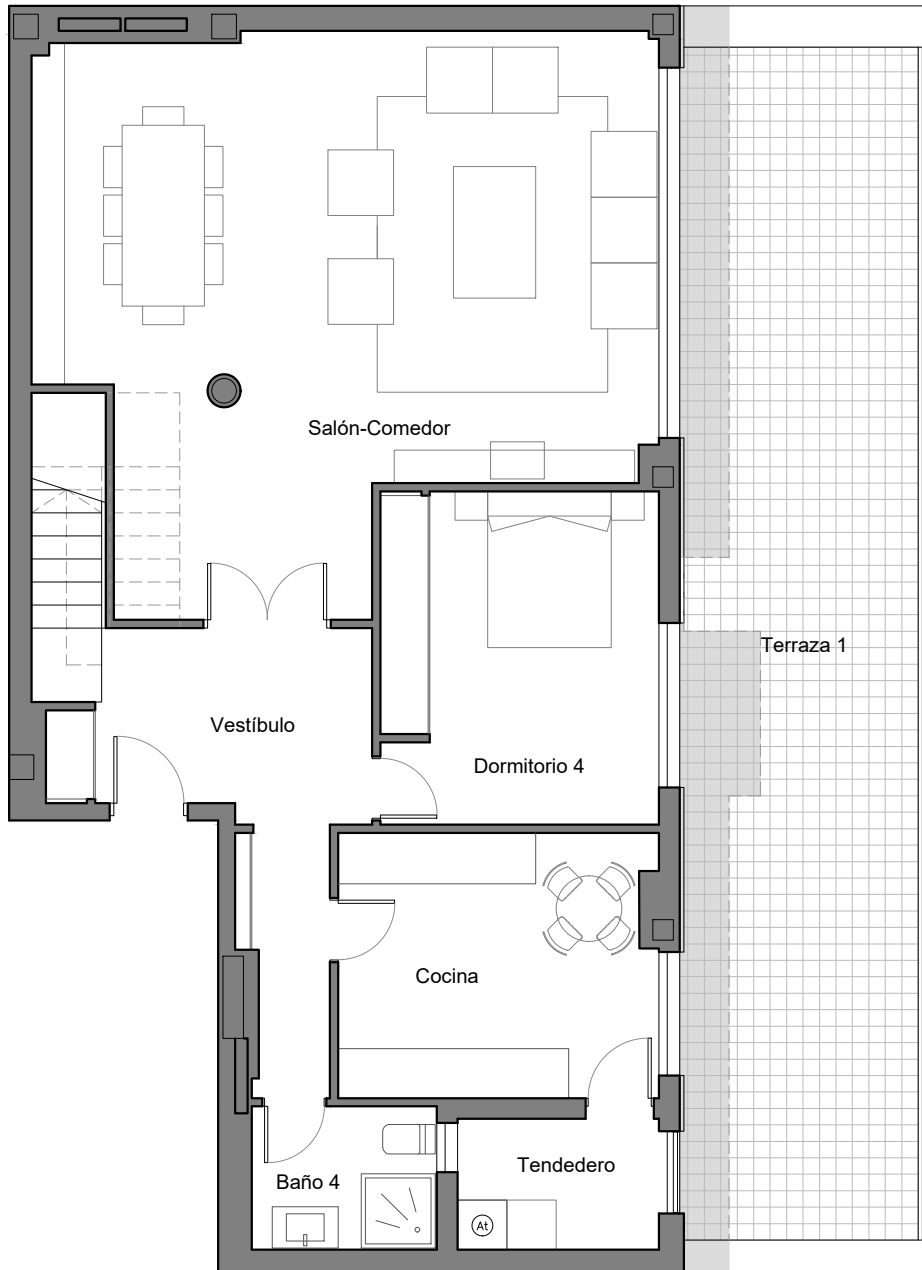 Salón-Comedor
Terraza 1
Vestíbulo
Dormitorio 4
Cocina
Tendedero
Baño 4
At